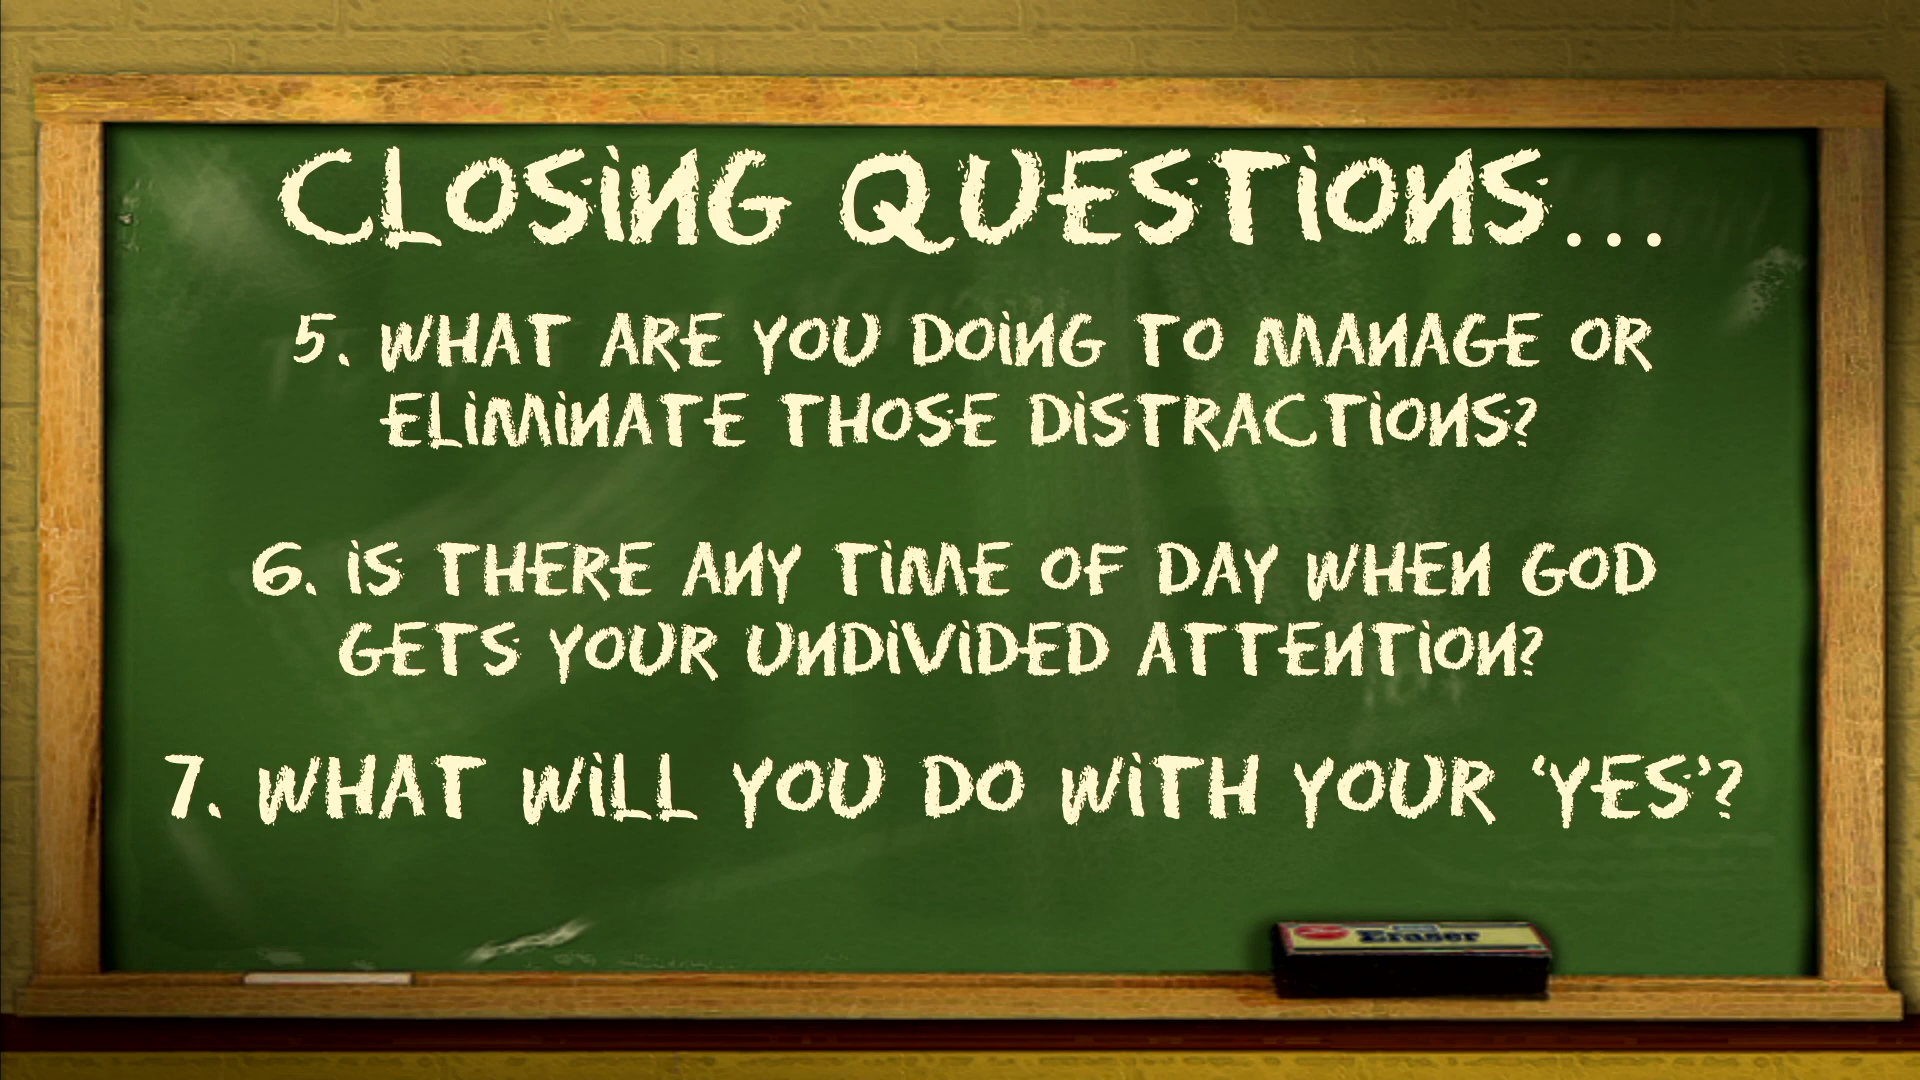 CLOSiNG QUESTiONS...
5. WHAT ARE YOU DOiNG TO MANAGE OR
ELiMiNATE THOSE DiSTRACTiONS?
6. iS THERE ANY TiME OF DAY WHEN GOD
GETS YOUR UNDiViDED ATTENTiON?
7. WHAT WiLL YOU DO WiTH YOUR ‘YES’?
Eraser